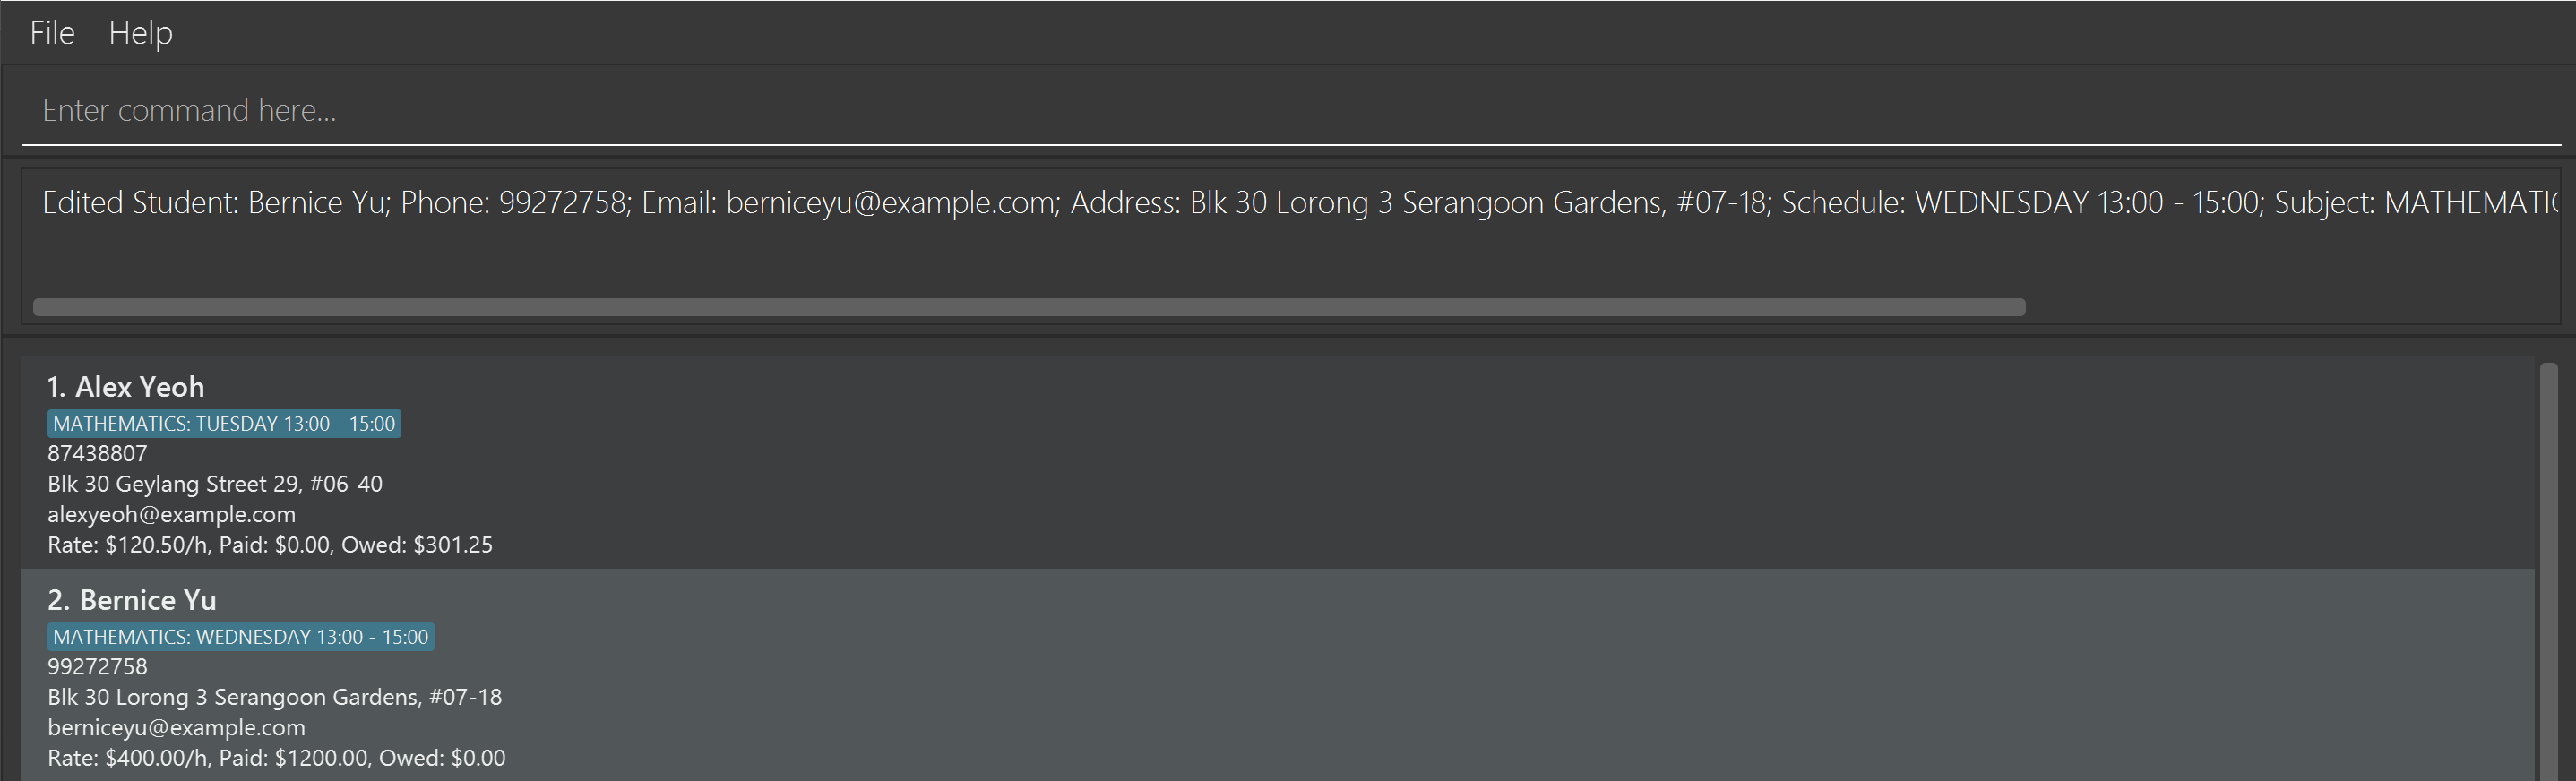 File Help
Enter command here...
Edited Student: Bernice Yu; Phone: 99272758; Email: berniceyu@example.com; Address: Blk 30 Lorong 3 Serangoon Gardens, #07-18; Schedule: WEDNESDAY 13:00 - 15:00; Subject: MATHEMATIC
1. Alex Yeoh
MATHEMATICS: TUESDAY 13:00 - 15:00
87438807
Blk 30 Geylang Street 29, #06-40
alexyeoh@example.com
Rate: $120.50/h, Paid: $0.00, Owed: $301.25
2. Bernice Yu
MATHEMATICS: WEDNESDAY 13:00 - 15:00
99272758
Blk 30 Lorong 3 Serangoon Gardens, #07-18
berniceyu@example.com
Rate: $400.00/h, Paid: $1200.00, Owed: $0.00